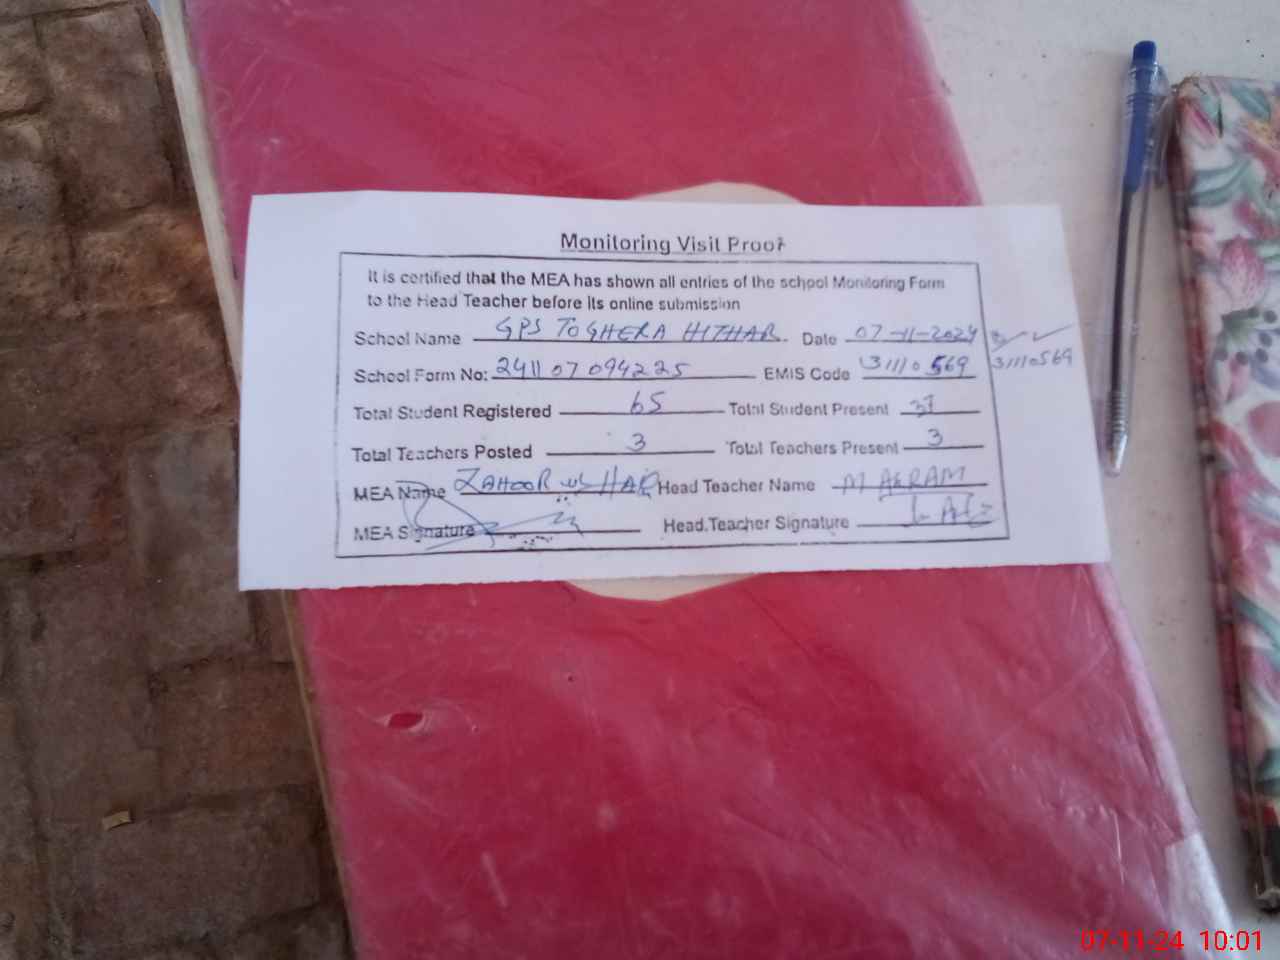 Monitoring Visit Proof
It is certified that the MEA has shown all entries of the school Monitoring Form
to the Head Teacher before its online submission
School Name GPS TOGHERA HITHAR Date 07-11-2024
School Form No: 241107094225 EMIS Code 31110569 31110569
Total Student Registered 65 Total Student Present 37
Total Teachers Posted 3 Total Teachers Present 3
MEA Name ZAHOOR Head Teacher Name M AKRAM
MEA Signature Head Teacher Signature
07-11-24 10:01